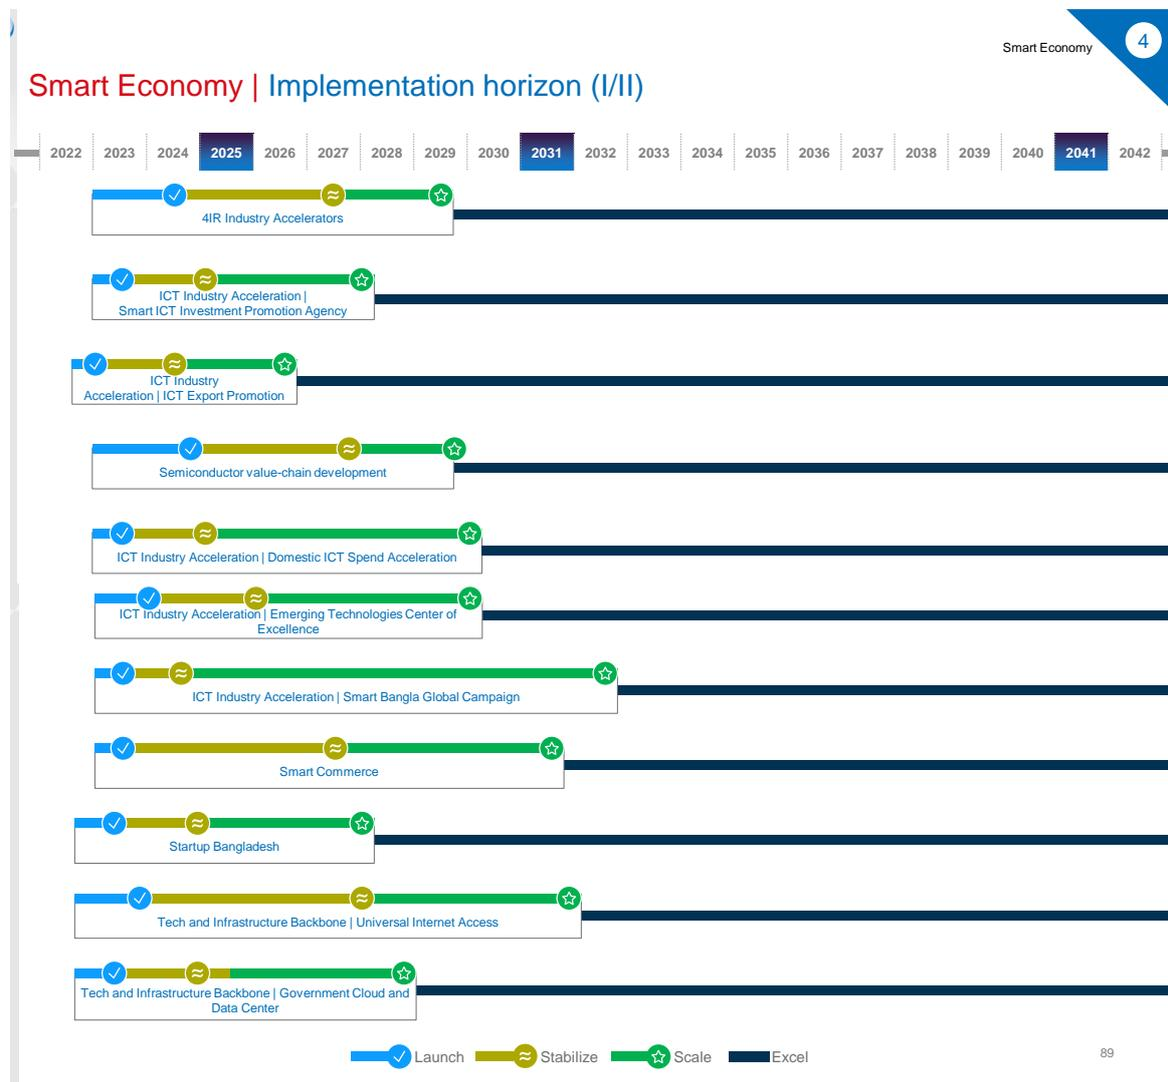 Smart Economy
4
Smart Economy | Implementation horizon (I/II)
2022 2023 2024 2025 2026 2027 2028 2029 2030 2031 2032 2033 2034 2035 2036 2037 2038 2039 2040 2041 2042
4IR Industry Accelerators
ICT Industry Acceleration |
Smart ICT Investment Promotion Agency
ICT Industry
Acceleration | ICT Export Promotion
Semiconductor value-chain development
ICT Industry Acceleration | Domestic ICT Spend Acceleration
ICT Industry Acceleration | Emerging Technologies Center of
Excellence
ICT Industry Acceleration | Smart Bangla Global Campaign
Smart Commerce
Startup Bangladesh
Tech and Infrastructure Backbone | Universal Internet Access
Tech and Infrastructure Backbone | Government Cloud and
Data Center
Launch Stabilize Scale Excel
89